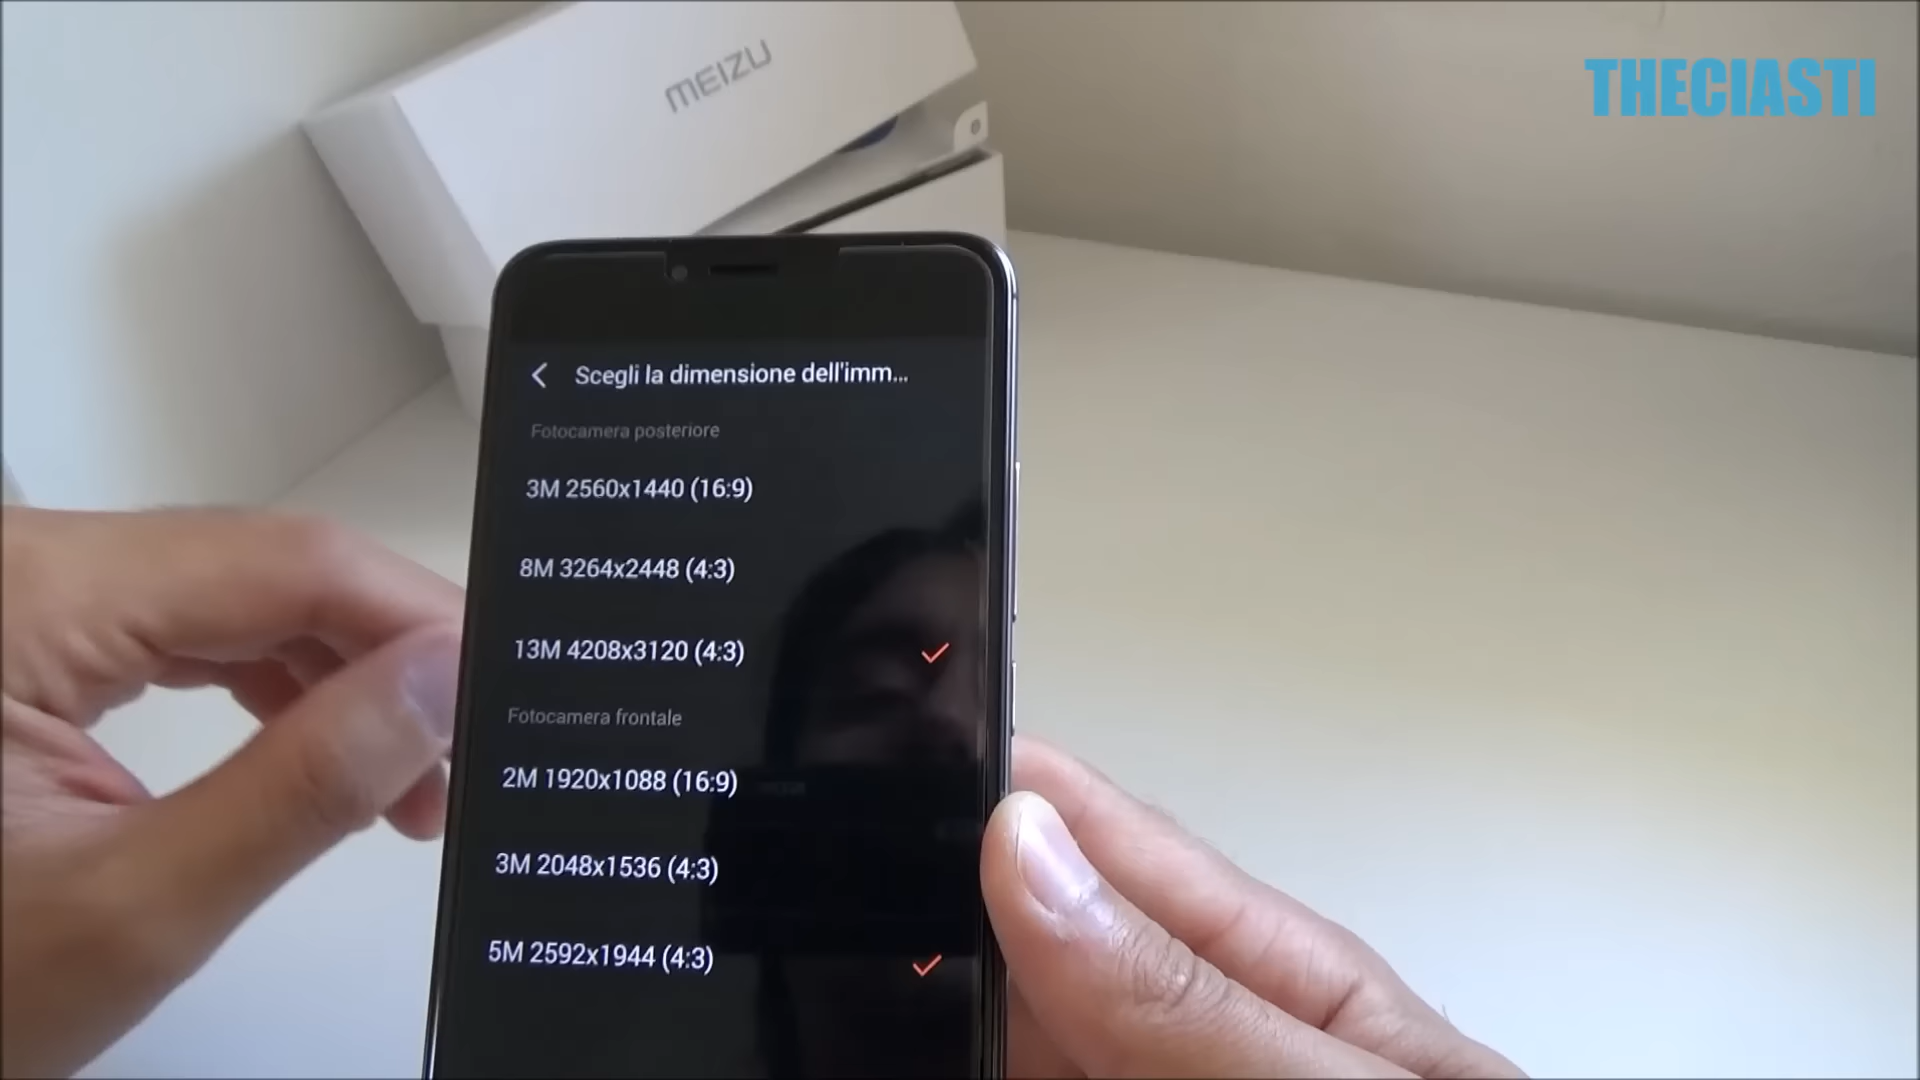 MEIZU
THECIASTI
Scegli la dimensione dell'imm...
Fotocamera posteriore
3M 2560x1440 (16:9)
8M 3264x2448 (4:3)
13M 4208x3120 (4:3)
Fotocamera frontale
2M 1920x1088 (16:9)
3M 2048x1536 (4:3)
5M 2592x1944 (4:3)